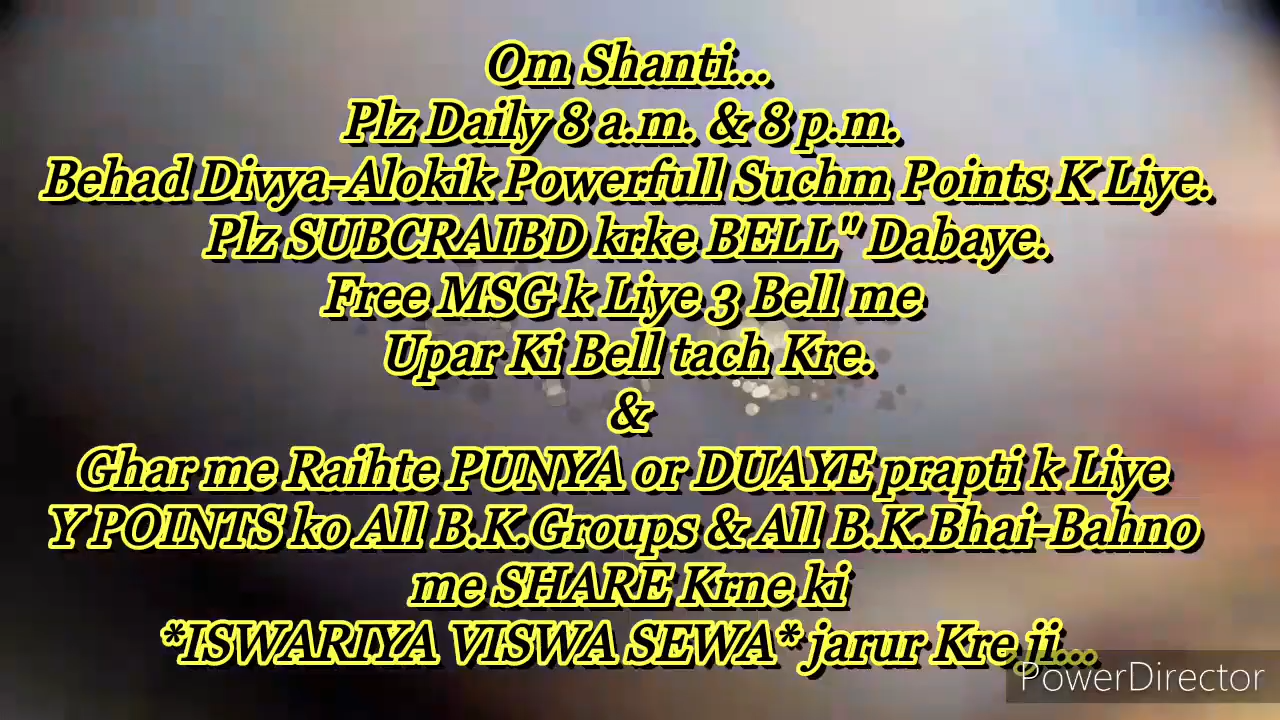 Om Shanti...
Plz Daily 8 a.m. & 8 p.m.
Behad Divya-Alokik Powerfull Suchm Points K Liye.
Plz SUBCRAIBD krke BELL" Dabaye.
Free MSG k Liye 3 Bell me
Upar Ki Bell tach Kre.
&
Ghar me Raihte PUNYA or DUAYE prapti k Liye
Y POINTS ko All B.K.Groups & All B.K.Bhai-Bahno
me SHARE Krne ki
*ISWARIYA VISWA SEWA* jarur Kre ji...
PowerDirector